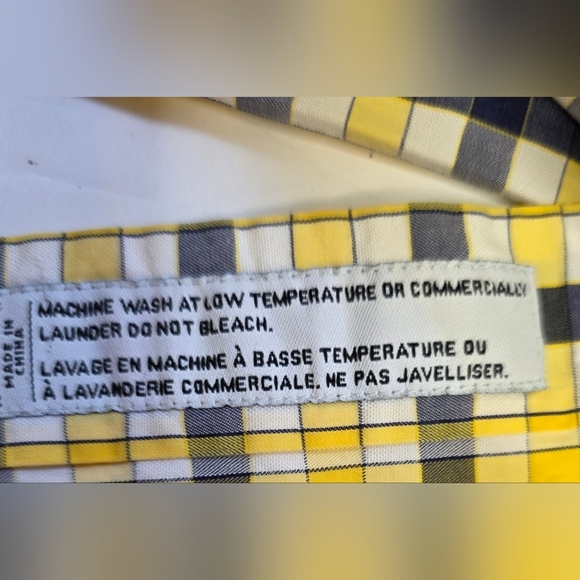 MADE IN
CHINA
MACHINE WASH AT LOW TEMPERATURE OR COMMERCIALLY
LAUNDER DO NOT BLEACH.
LAVAGE EN MACHINE À BASSE TEMPERATURE OU
À LAVANDERIE COMMERCIALE. NE PAS JAVELLISER.